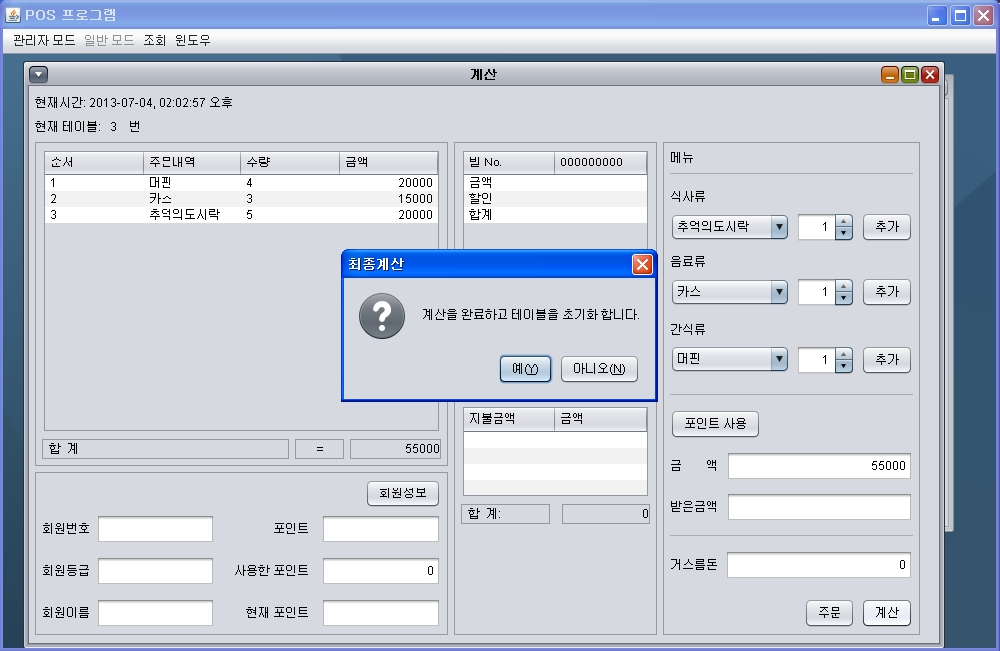 POS 프로그램
관리자 모드 일반 모드 조회 윈도우
계산
현재시간: 2013-07-04, 02:02:57 오후
현재 테이블: 3 번
순서 주문내역 수량 금액
1 머핀 4 20000
2 카스 3 15000
3 추억의도시락 5 20000
합 계 = 55000
회원정보
회원번호 포인트
회원등급 사용한 포인트 0
회원이름 현재 포인트
빌 No. 000000000
금액
할인
합계
최종계산
계산을 완료하고 테이블을 초기화 합니다.
예(Y) 아니오(N)
지불금액 금액
합 계: 0
메뉴
식사류
추억의도시락 1 추가
음료류
카스 1 추가
간식류
머핀 1 추가
포인트 사용
금 액 55000
받은금액
거스름돈 0
주문 계산